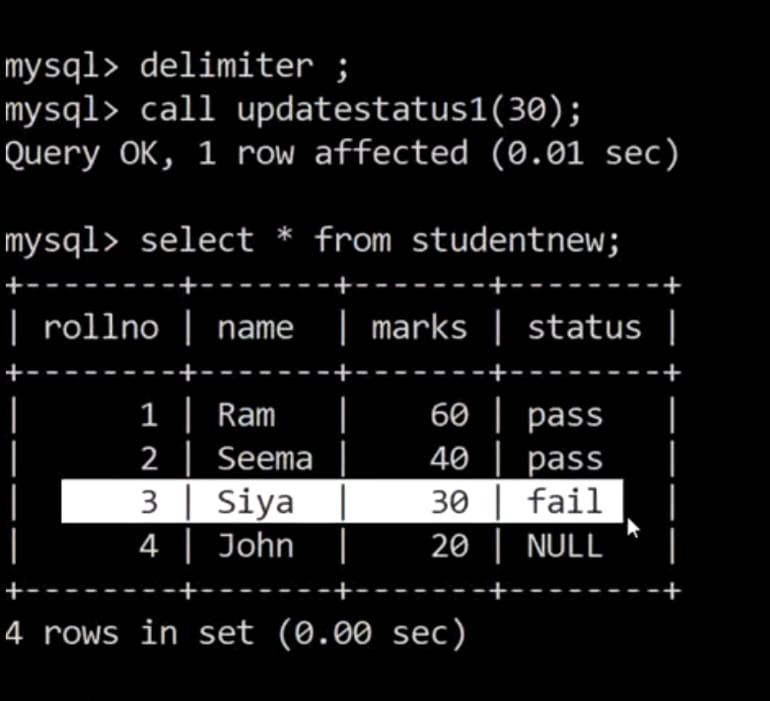 mysql> delimiter ;
mysql> call updatestatus1(30);
Query OK, 1 row affected (0.01 sec)
mysql> select * from studentnew;
+--------+-------+-------+--------+
| rollno | name  | marks | status |
+--------+-------+-------+--------+
|      1 | Ram   |    60 | pass   |
|      2 | Seema |    40 | pass   |
|      3 | Siya  |    30 | fail   |
|      4 | John  |    20 | NULL   |
+--------+-------+-------+--------+
4 rows in set (0.00 sec)